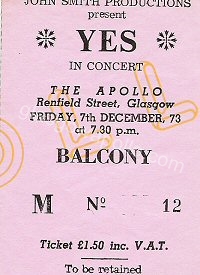 JOHN SMITH PRODUCTIONS
present
* YES *
IN CONCERT
THE APOLLO
Renfield Street, Glasgow
FRIDAY, 7th DECEMBER, 73
at 7.30 p.m.
BALCONY
M Nº 12
Ticket £1.50 inc. V.A.T.
To be retained